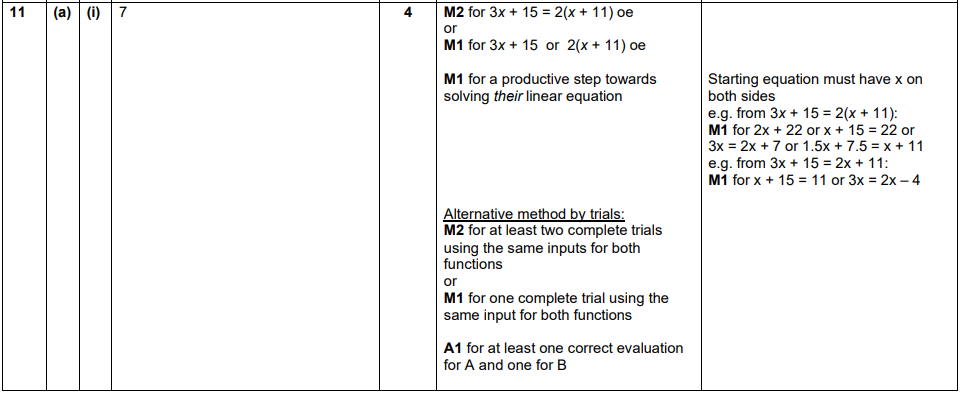 11 (a) (i) 7 4 M2 for 3x + 15 = 2(x + 11) oe
or
M1 for 3x + 15 or 2(x + 11) oe
M1 for a productive step towards
solving their linear equation
Starting equation must have x on
both sides
e.g. from 3x + 15 = 2(x + 11):
M1 for 2x + 22 or x + 15 = 22 or
3x = 2x + 7 or 1.5x + 7.5 = x + 11
e.g. from 3x + 15 = 2x + 11:
M1 for x + 15 = 11 or 3x = 2x – 4
Alternative method by trials:
M2 for at least two complete trials
using the same inputs for both
functions
or
M1 for one complete trial using the
same input for both functions
A1 for at least one correct evaluation
for A and one for B